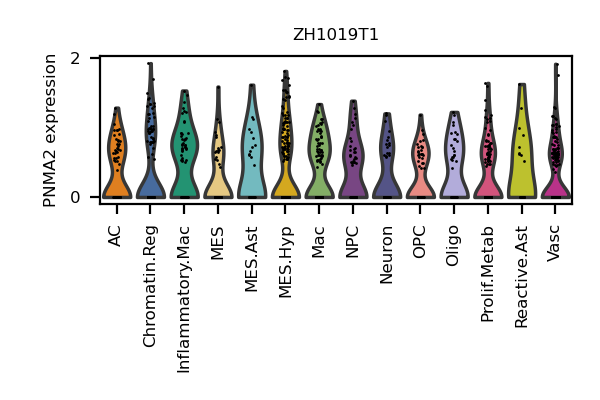 ZH1019T1
PNMA2 expression
2
0
AC
Chromatin.Reg
Inflammatory.Mac
MES
MES.Ast
MES.Hyp
Mac
NPC
Neuron
OPC
Oligo
Prolif.Metab
Reactive.Ast
Vasc